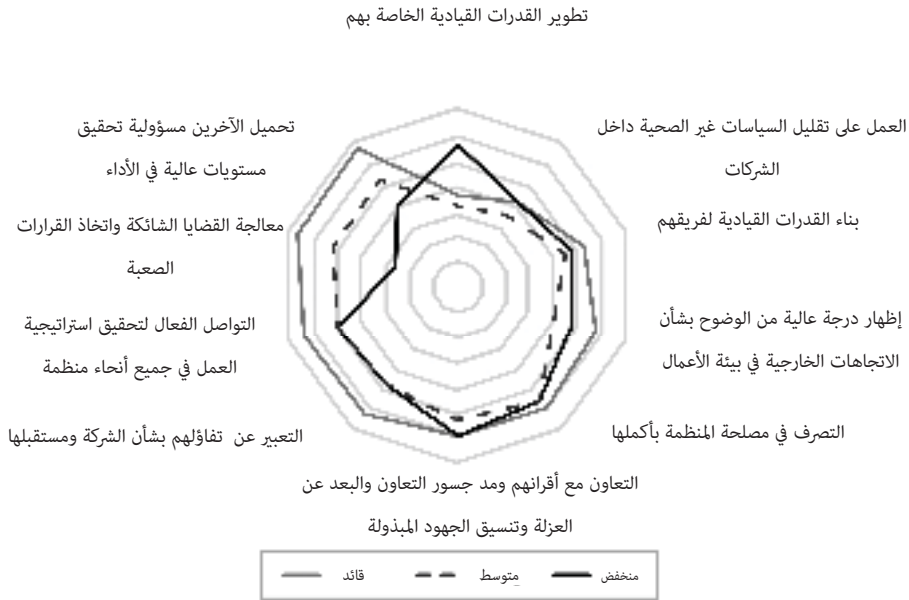 تطوير القدرات القيادية الخاصة بهم
العمل على تقليل السياسات غير الصحية داخل
الشركات
بناء القدرات القيادية لفريقهم
إظهار درجة عالية من الوضوح بشأن
الاتجاهات الخارجية في بيئة الأعمال
التصرف في مصلحة المنظمة بأكملها
التعاون مع أقرانهم ومد جسور التعاون والبعد عن
العزلة وتنسيق الجهود المبذولة
التعبير عن تفاؤلهم بشأن الشركة ومستقبلها
التواصل الفعال لتحقيق استراتيجية
العمل في جميع أنحاء منظمة
معالجة القضايا الشائكة واتخاذ القرارات
الصعبة
تحميل الآخرين مسؤولية تحقيق
مستويات عالية في الأداء
منخفض
متوسط
قائد